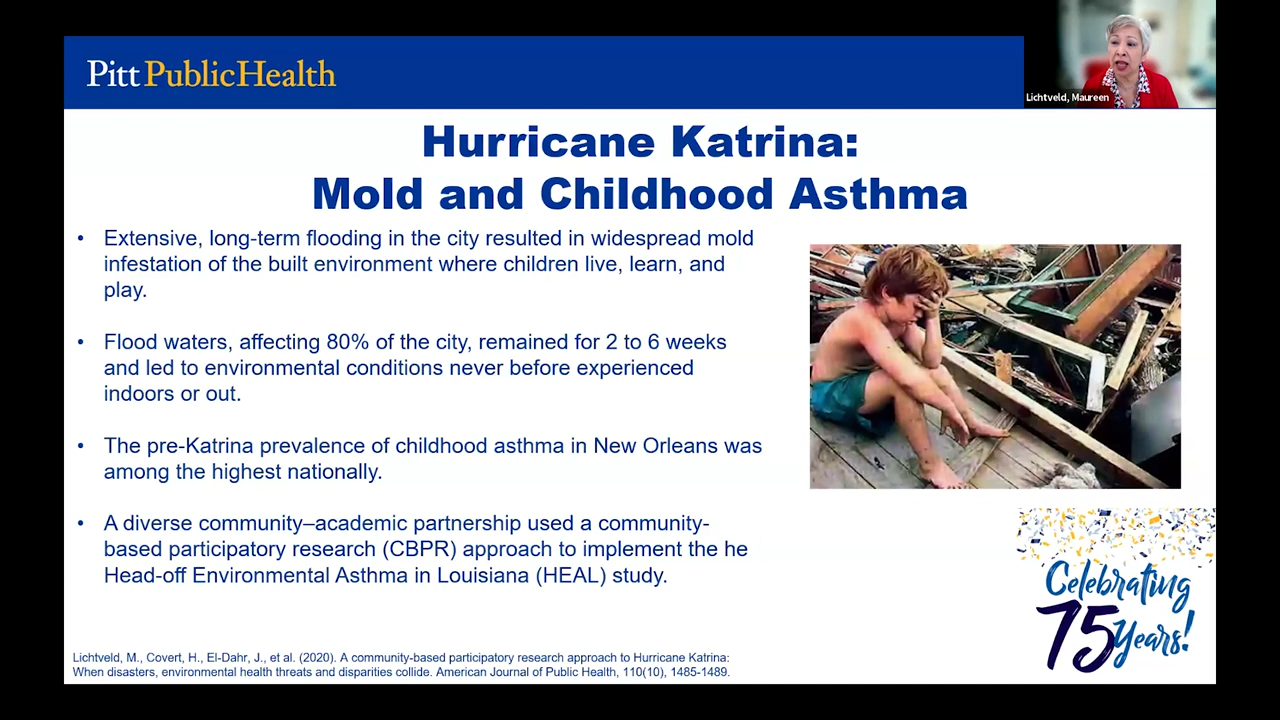 Pitt PublicHealth
Lichtveld, Maureen
Hurricane Katrina:
Mold and Childhood Asthma
• Extensive, long-term flooding in the city resulted in widespread mold
infestation of the built environment where children live, learn, and
play.
• Flood waters, affecting 80% of the city, remained for 2 to 6 weeks
and led to environmental conditions never before experienced
indoors or out.
• The pre-Katrina prevalence of childhood asthma in New Orleans was
among the highest nationally.
• A diverse community–academic partnership used a community-
based participatory research (CBPR) approach to implement the he
Head-off Environmental Asthma in Louisiana (HEAL) study.
Celebrating
75 Years!
Lichtveld, M., Covert, H., El-Dahr, J., et al. (2020). A community-based participatory research approach to Hurricane Katrina:
When disasters, environmental health threats and disparities collide. American Journal of Public Health, 110(10), 1485-1489.